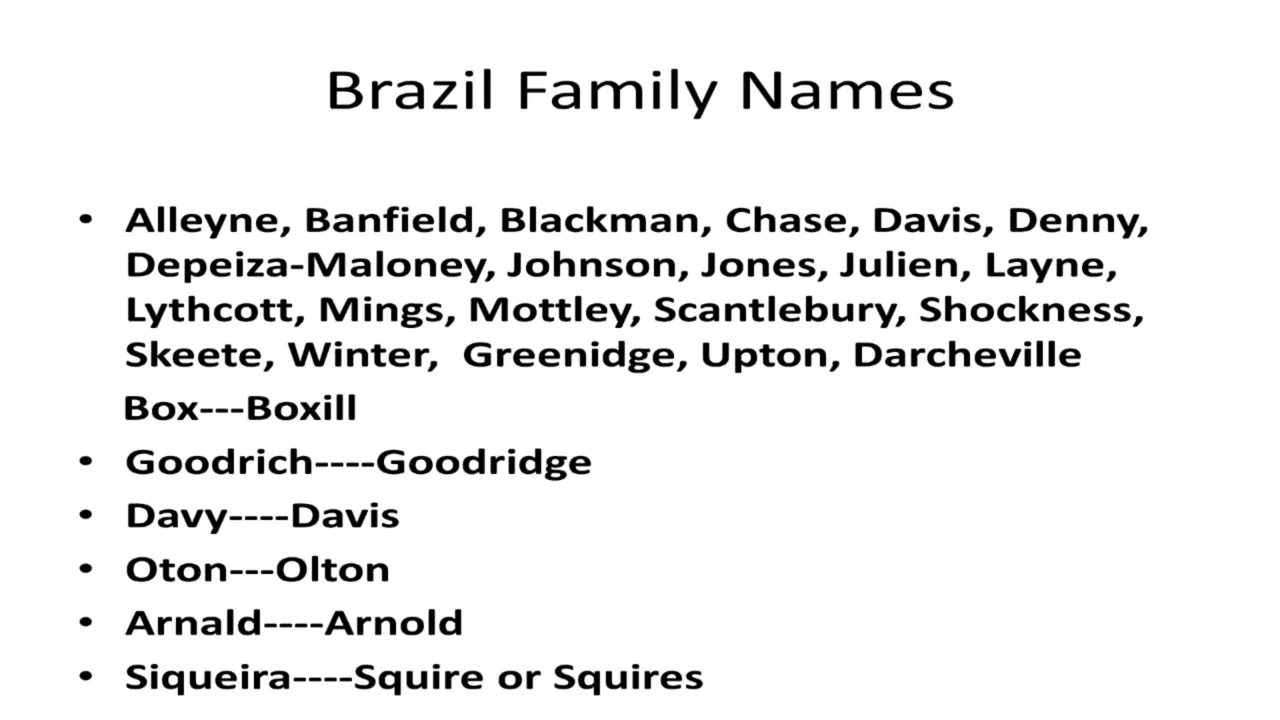 Brazil Family Names
• Alleyne, Banfield, Blackman, Chase, Davis, Denny,
Depeiza-Maloney, Johnson, Jones, Julien, Layne,
Lythcott, Mings, Mottley, Scantlebury, Shockness,
Skeete, Winter,  Greenidge, Upton, Darcheville
Box---Boxill
• Goodrich----Goodridge
• Davy----Davis
• Oton---Olton
• Arnald----Arnold
• Siqueira----Squire or Squires